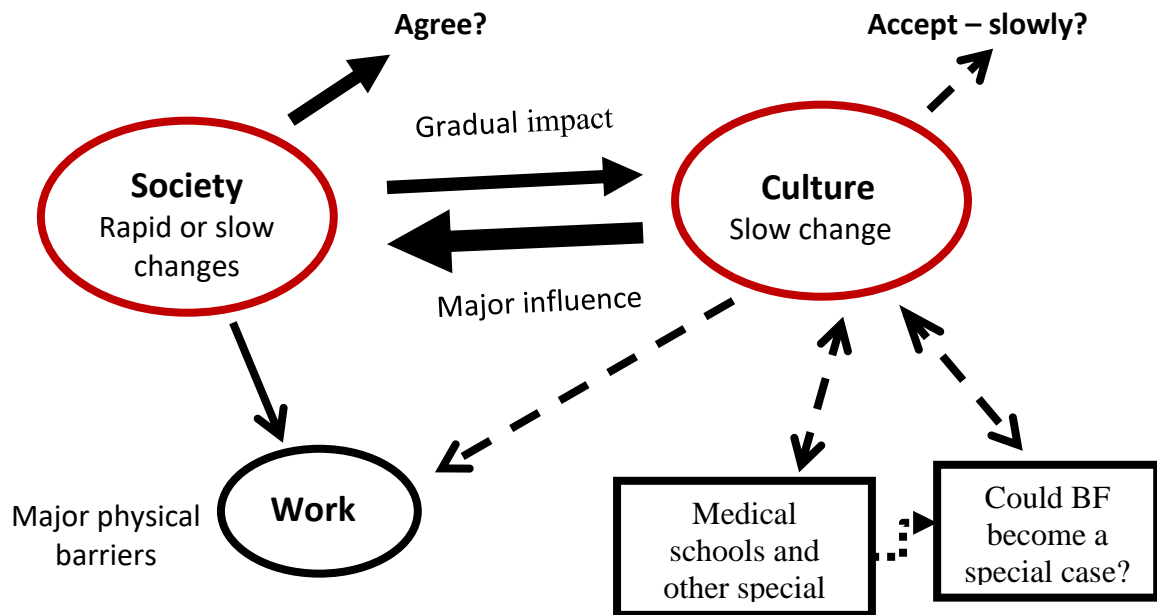 Agree?
Accept – slowly?
Gradual impact
Society
Rapid or slow
changes
Culture
Slow change
Major influence
Work
Major physical
barriers
Medical
schools and
other special
Could BF
become a
special case?